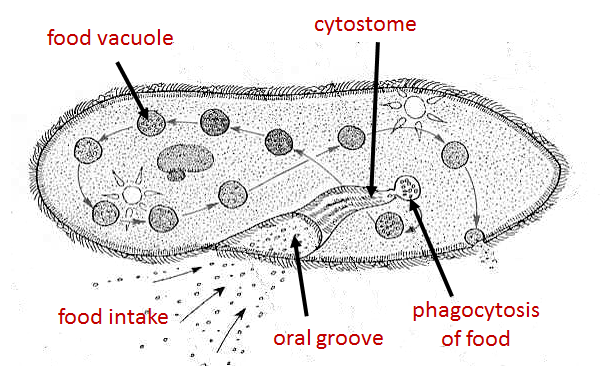 cytostome
food vacuole
food intake
oral groove
phagocytosis
of food